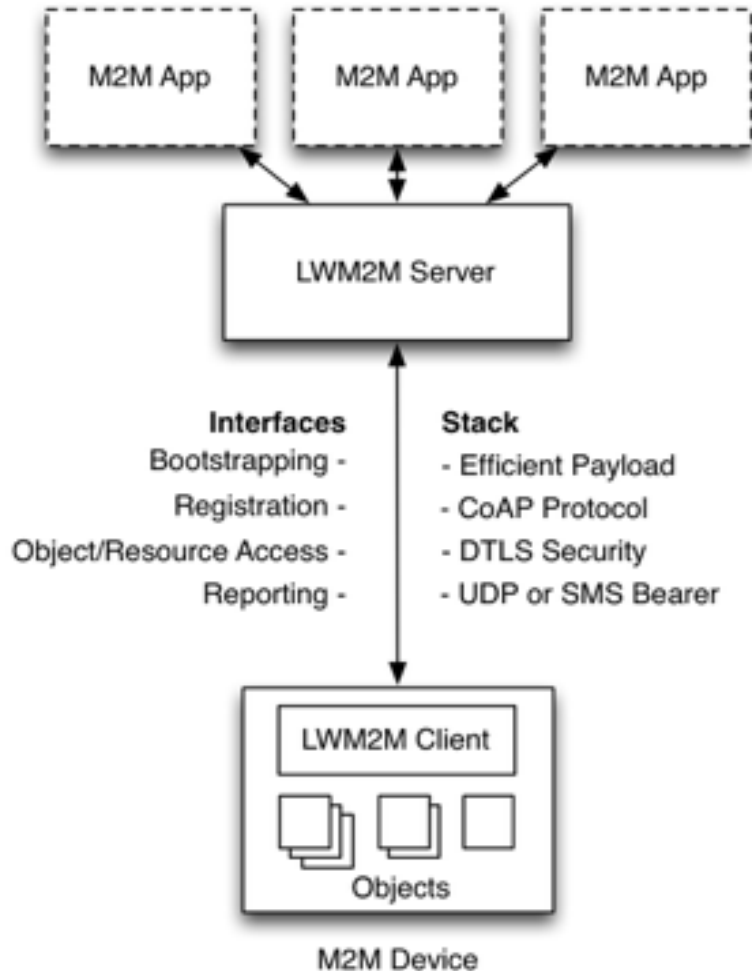 M2M App
M2M App
M2M App
LWM2M Server
Interfaces
Bootstrapping -
Registration -
Object/Resource Access -
Reporting -
Stack
- Efficient Payload
- CoAP Protocol
- DTLS Security
- UDP or SMS Bearer
LWM2M Client
Objects
M2M Device